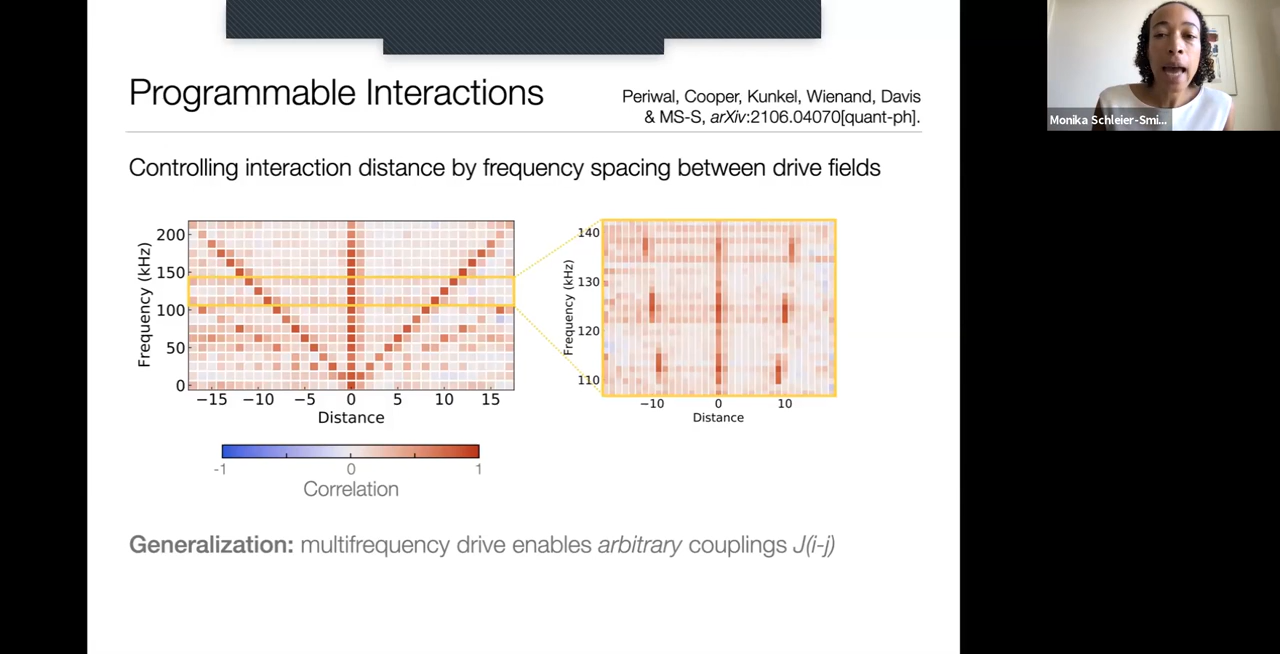 Programmable Interactions
Periwal, Cooper, Kunkel, Wienand, Davis
& MS-S, arXiv:2106.04070[quant-ph].
Monika Schleier-Smi...
Controlling interaction distance by frequency spacing between drive fields
200
150
100
50
0
Frequency (kHz)
−15 −10 −5 0 5 10 15
Distance
140
130
120
110
Frequency (kHz)
−10 0 10
Distance
-1 0 1
Correlation
Generalization: multifrequency drive enables arbitrary couplings J(i-j)